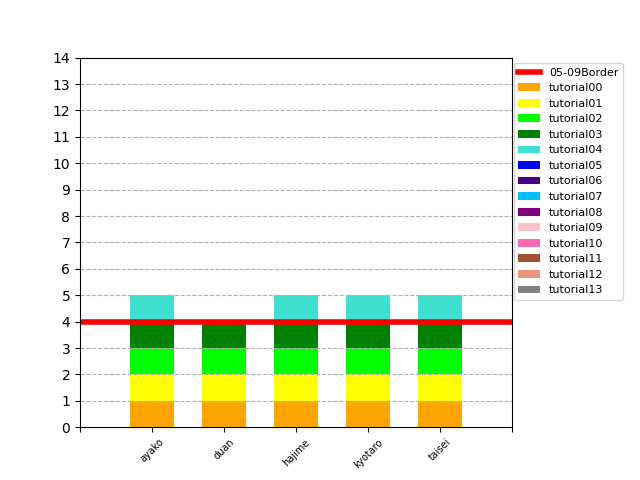 14
13
12
11
10
9
8
7
6
5
4
3
2
1
0
ayako
duan
hajime
kyotaro
taisei
05-09Border
tutorial00
tutorial01
tutorial02
tutorial03
tutorial04
tutorial05
tutorial06
tutorial07
tutorial08
tutorial09
tutorial10
tutorial11
tutorial12
tutorial13